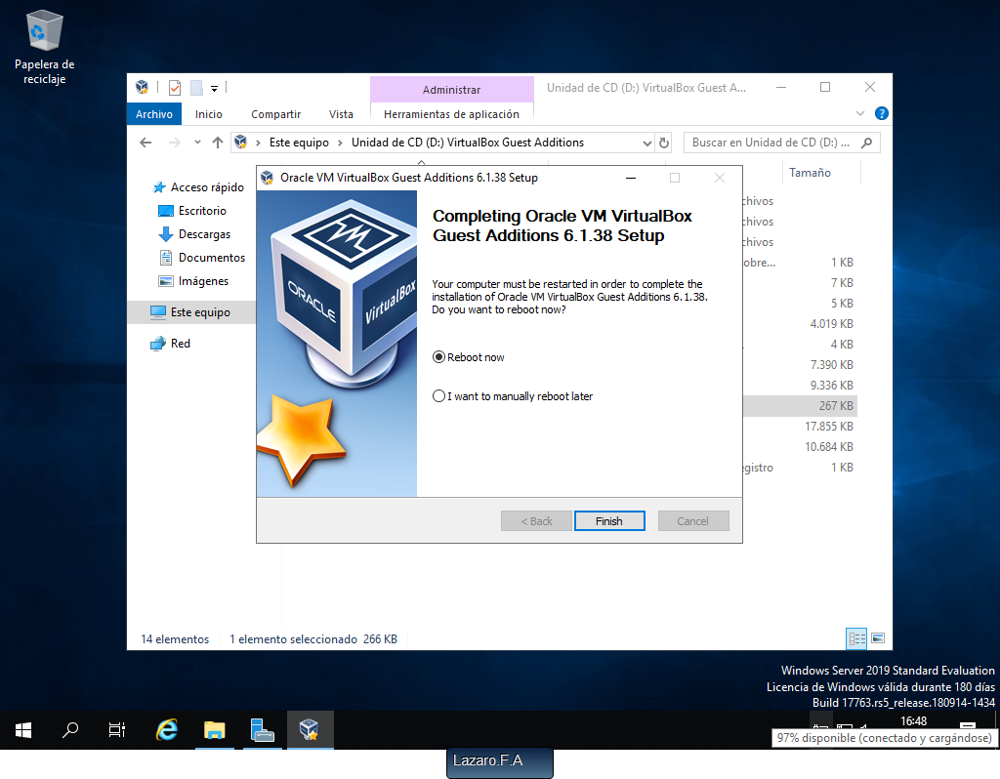 Papelera de
reciclaje
Administrar
Unidad de CD (D:) VirtualBox Guest A...
Archivo
Inicio
Compartir
Vista
Herramientas de aplicación
Este equipo
Unidad de CD (D:) VirtualBox Guest Additions
Buscar en Unidad de CD (D:) ...
Tamaño
Acceso rápido
Escritorio
Descargas
Documentos
Imágenes
Este equipo
Red
chivos
chivos
chivos
obre...
1 KB
7 KB
5 KB
4.019 KB
4 KB
7.390 KB
9.336 KB
267 KB
17.855 KB
10.684 KB
egistro
1 KB
Oracle VM VirtualBox Guest Additions 6.1.38 Setup
ORACLE
VirtualBox
Completing Oracle VM VirtualBox
Guest Additions 6.1.38 Setup
Your computer must be restarted in order to complete the
installation of Oracle VM VirtualBox Guest Additions 6.1.38.
Do you want to reboot now?
Reboot now
I want to manually reboot later
< Back
Finish
Cancel
14 elementos
1 elemento seleccionado 266 KB
Windows Server 2019 Standard Evaluation
Licencia de Windows válida durante 180 días
Build 17763.rs5_release.180914-1434
16:48
97% disponible (conectado y cargándose)
Lazaro.F.A